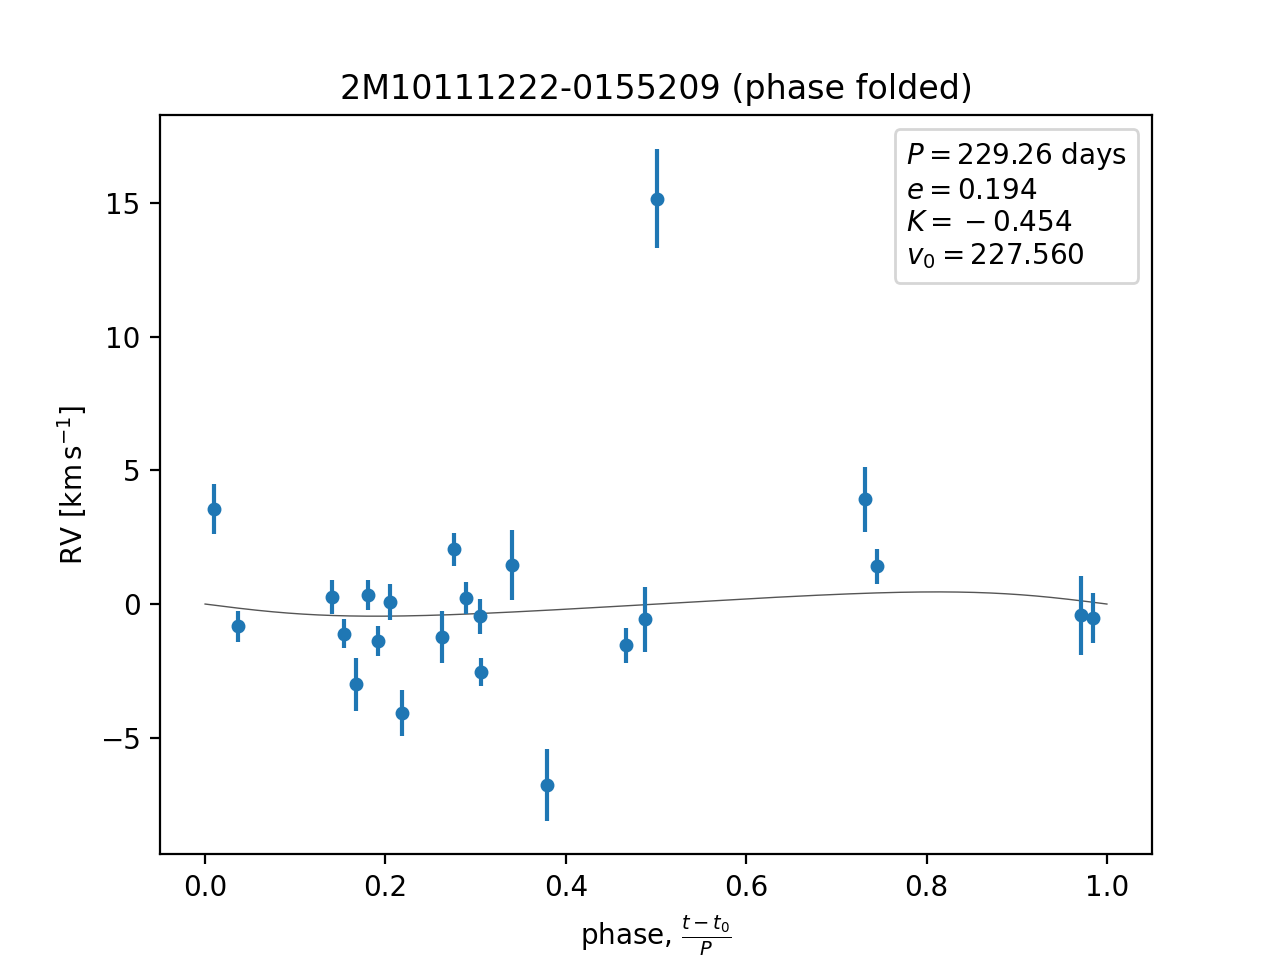 2M10111222-0155209 (phase folded)
P = 229.26 days
e = 0.194
K = −0.454
v₀ = 227.560
15
10
5
0
−5
RV [km s⁻¹]
0.0 0.2 0.4 0.6 0.8 1.0
phase, (t − t₀)/P